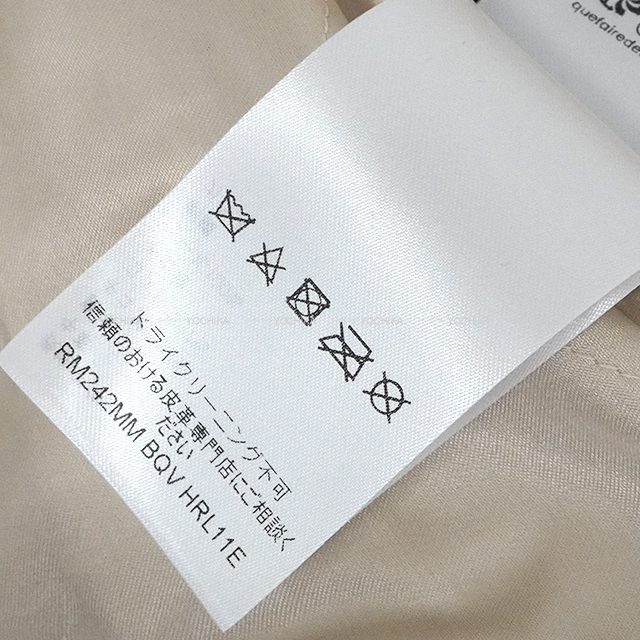 quefairede
ドライクリーニング不可
信頼のおける皮革専門店にご相談く
ださい
RM242MM BQV HRL11E